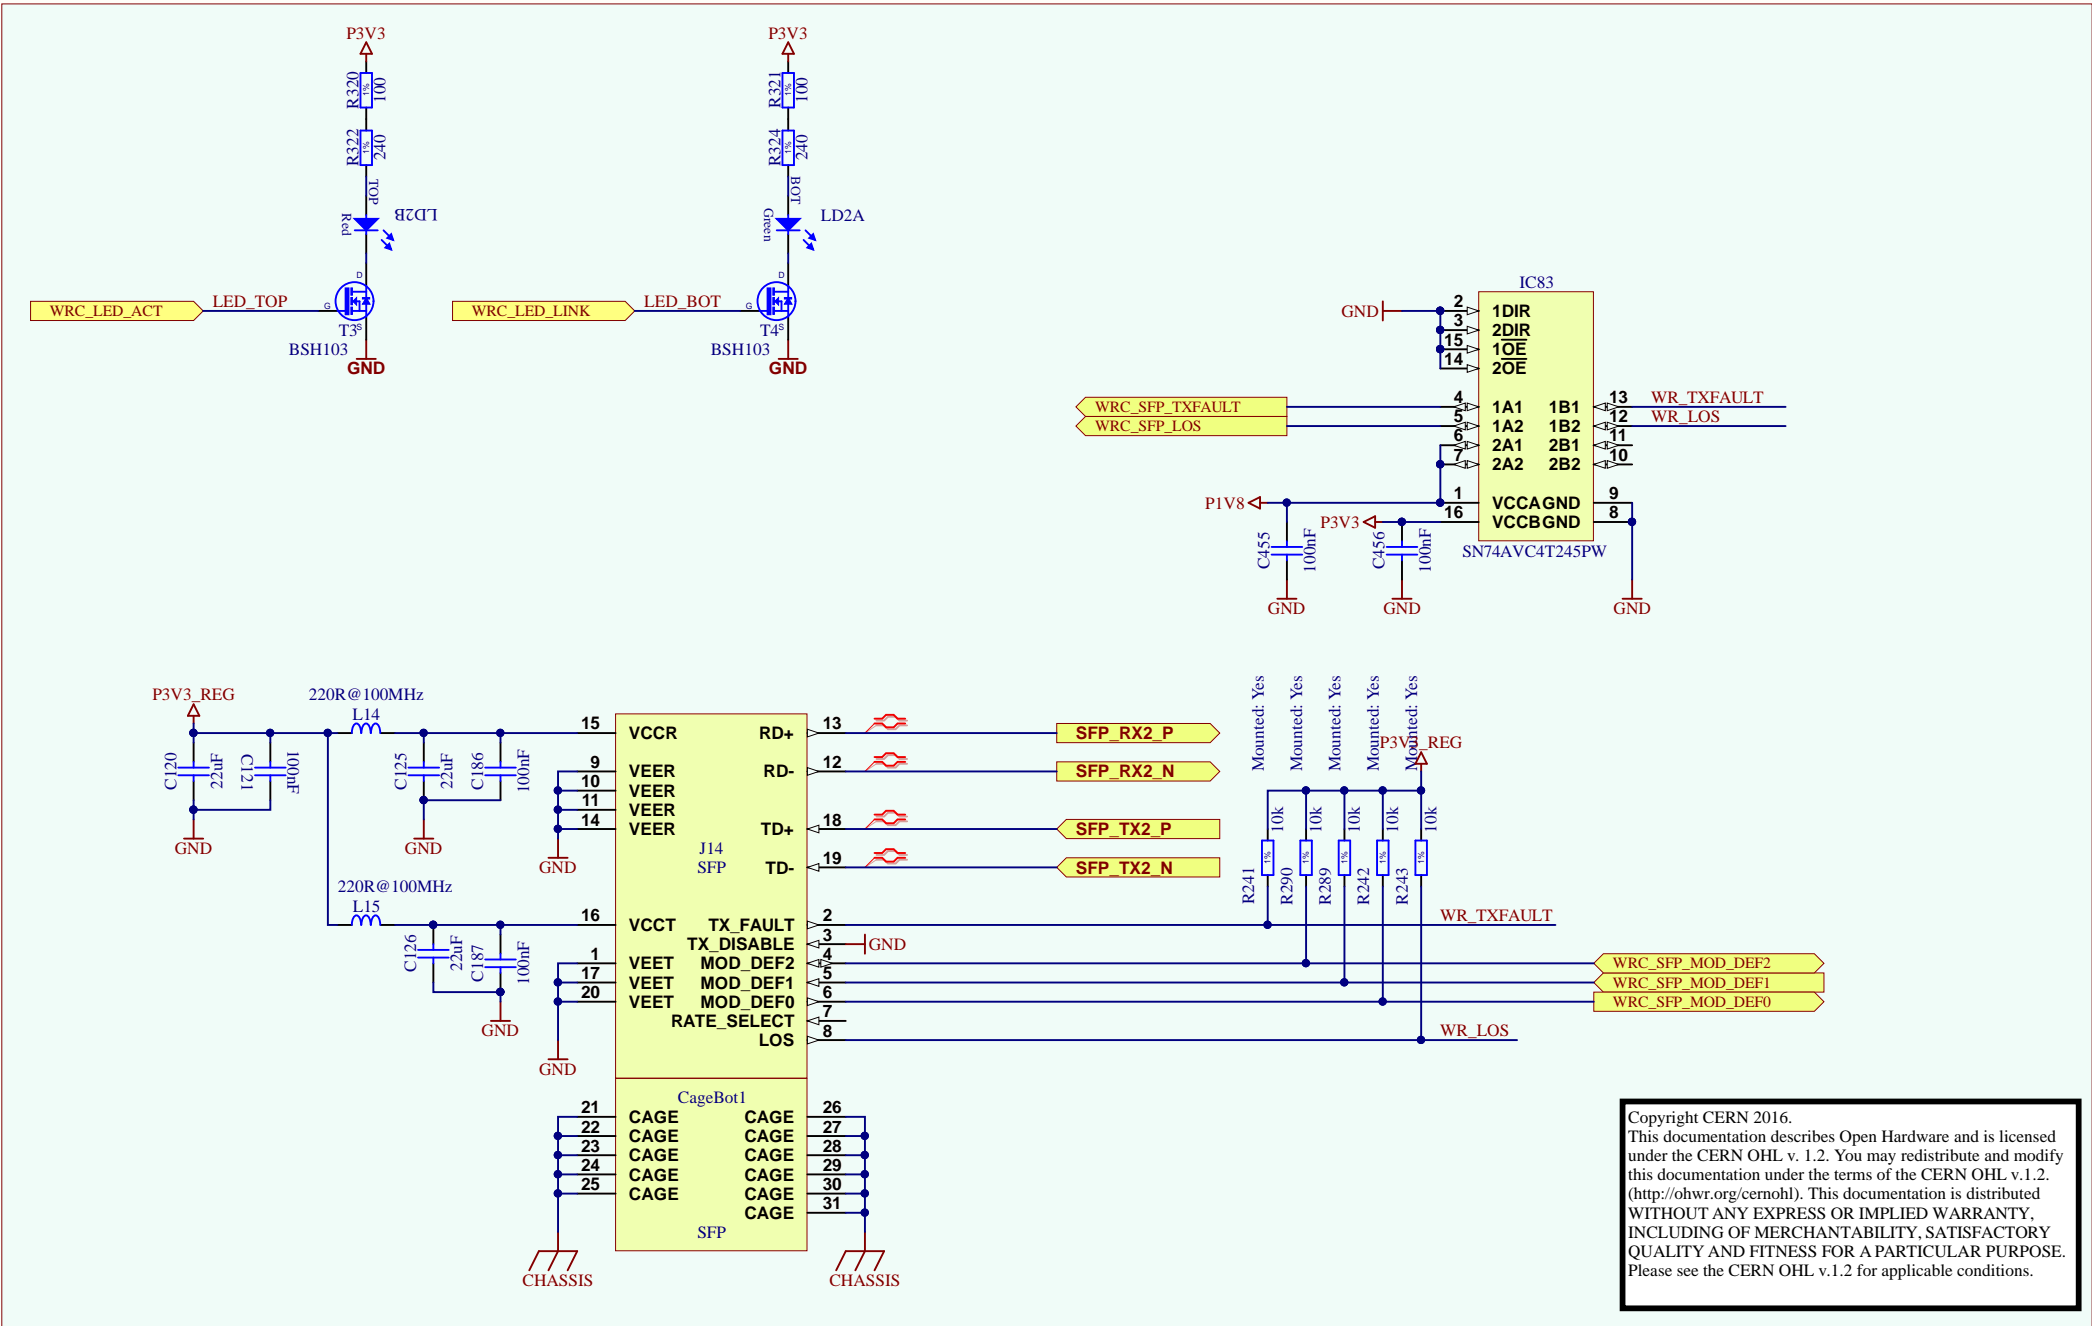 P3V3
R320
100
1%
R322
240
1%
TOP
Red
LD2B
D
G
S
WRC_LED_ACT
LED_TOP
T3
BSH103
GND
P3V3
R321
100
1%
R324
240
1%
BOT
Green
LD2A
D
G
S
WRC_LED_LINK
LED_BOT
T4
BSH103
GND
IC83
GND
2 1DIR
3 2DIR
15 1OE
14 2OE
WRC_SFP_TXFAULT 4 1A1 1B1 13 WR_TXFAULT
WRC_SFP_LOS 5 1A2 1B2 12 WR_LOS
6 2A1 2B1 11
7 2A2 2B2 10
P1V8 1 VCCA GND 9
P3V3 16 VCCB GND 8
SN74AVC4T245PW
C455
100nF
C456
100nF
GND
GND
GND
P3V3_REG
220R@100MHz
L14
C120
22uF
C121
100nF
C125
22uF
C186
100nF
GND
GND
GND
220R@100MHz
L15
C126
22uF
C187
100nF
GND
GND
15 VCCR RD+ 13 SFP_RX2_P
9 VEER RD- 12 SFP_RX2_N
10 VEER
11 VEER
14 VEER TD+ 18 SFP_TX2_P
J14
SFP
TD- 19 SFP_TX2_N
16 VCCT TX_FAULT 2 WR_TXFAULT
TX_DISABLE 3 GND
1 VEET MOD_DEF2 4 WRC_SFP_MOD_DEF2
17 VEET MOD_DEF1 5 WRC_SFP_MOD_DEF1
20 VEET MOD_DEF0 6 WRC_SFP_MOD_DEF0
RATE_SELECT 7
LOS 8 WR_LOS
Mounted: Yes
Mounted: Yes
Mounted: Yes
Mounted: Yes
Mounted: Yes
P3V3_REG
10k
10k
10k
10k
10k
1%
1%
1%
1%
1%
R241
R290
R289
R242
R243
CageBot1
21 CAGE CAGE 26
22 CAGE CAGE 27
23 CAGE CAGE 28
24 CAGE CAGE 29
25 CAGE CAGE 30
CAGE 31
SFP
CHASSIS
CHASSIS
Copyright CERN 2016.
This documentation describes Open Hardware and is licensed
under the CERN OHL v. 1.2. You may redistribute and modify
this documentation under the terms of the CERN OHL v.1.2.
(http://ohwr.org/cernohl). This documentation is distributed
WITHOUT ANY EXPRESS OR IMPLIED WARRANTY,
INCLUDING OF MERCHANTABILITY, SATISFACTORY
QUALITY AND FITNESS FOR A PARTICULAR PURPOSE.
Please see the CERN OHL v.1.2 for applicable conditions.